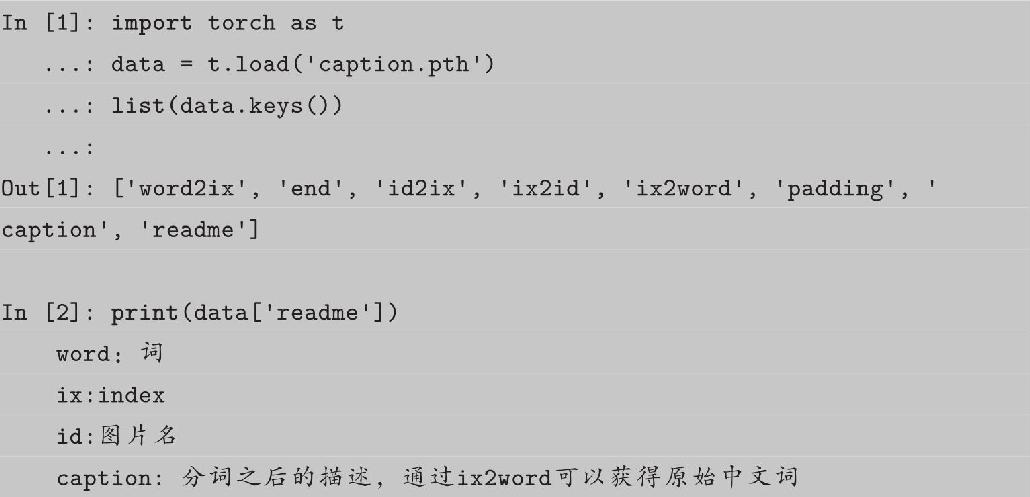 In [1]: import torch as t
   ...: data = t.load('caption.pth')
   ...: list(data.keys())
   ...:
Out[1]: ['word2ix', 'end', 'id2ix', 'ix2id', 'ix2word', 'padding', '
caption', 'readme']
In [2]: print(data['readme'])
    word：词
    ix:index
    id:图片名
    caption: 分词之后的描述，通过ix2word可以获得原始中文词